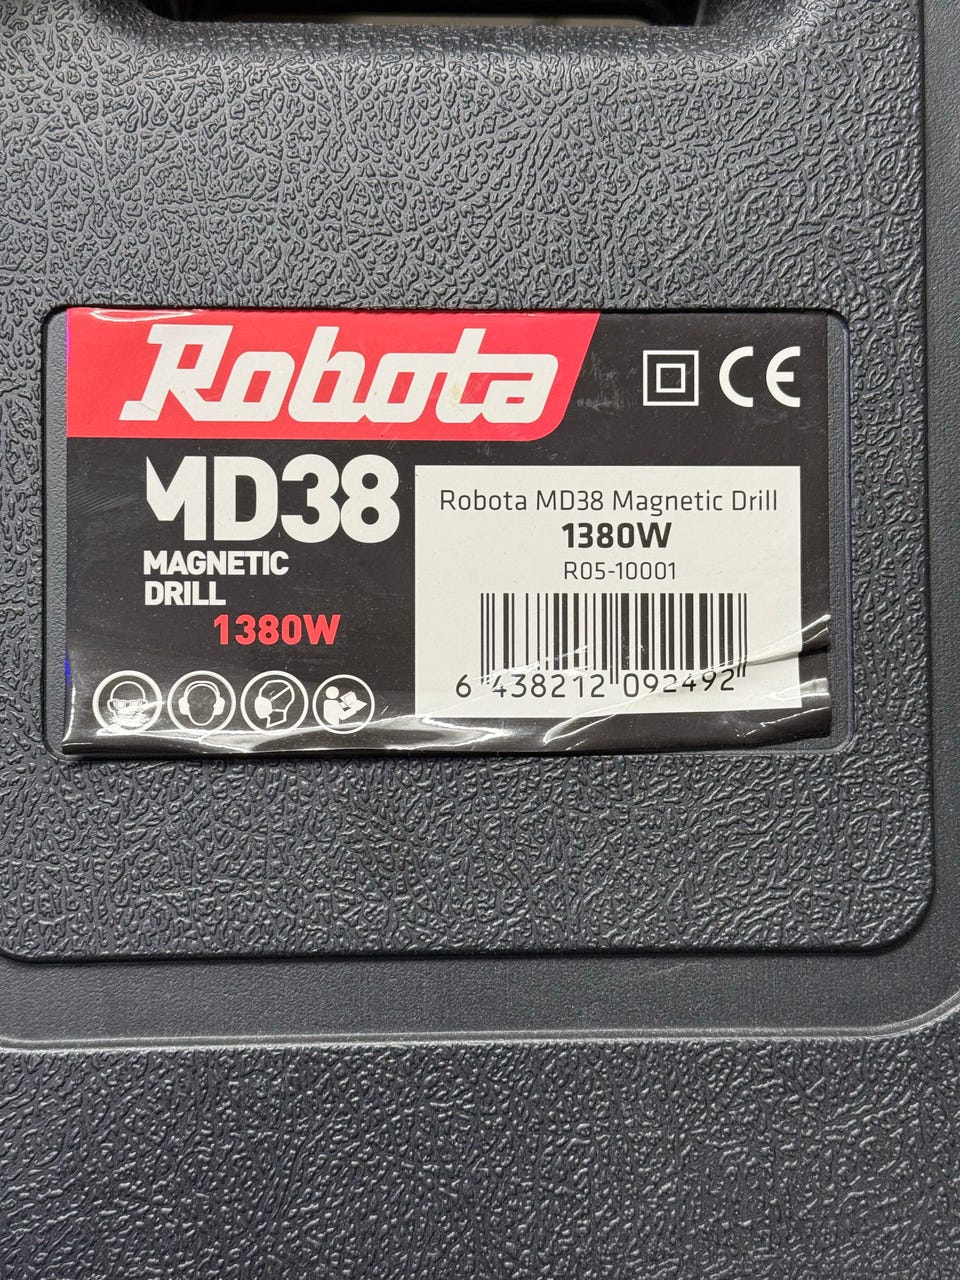 Robota
CE
MD38
MAGNETIC
DRILL
1380W
Robota MD38 Magnetic Drill
1380W
R05-10001
6 438212 092492